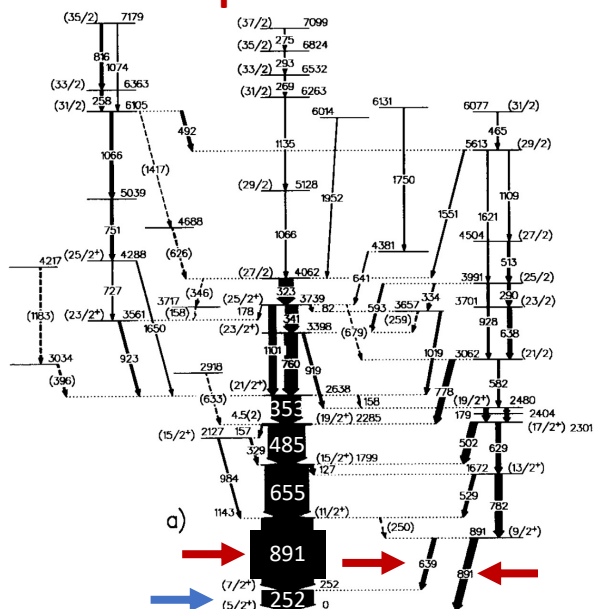 (35/2) 7179 (37/2) 7099
275
816 1074 (35/2) 6824
293
(33/2) 6363 (33/2) 6532
258 269
(31/2) 6105 (31/2) 6263 6014 6131 6077 (31/2)
492 465
1066 (1417) 1135 5613 (29/2)
1750
5039 (29/2) 5128 1952 1551 1621 1109
751 4688 4504 (27/2)
(626) 1066 4381
4217 (25/2⁺) 4288 513
(27/2) 4062 641 3991 (25/2)
727 (346) 323 334 290
(1183) 3717 (25/2⁺) 3739 593 3657 3701 (23/2)
(158) 178 82 (259)
(23/2⁺) 3561 341 (679) 928 638
1650 (23/2⁺) 3398
3034 923 1101 760 919 1019 3062 (21/2)
2918
(396) (633) 778 582
(21/2⁺) 2638
353 158 (19/2⁺) 2480
4.5(2) (19/2⁺) 2285 179 2404
(17/2⁺) 2301
(15/2⁺) 2127 157 485 502 629
329 (15/2⁺) 1799
127 1672 (13/2⁺)
984 655 529 782
a) 1143 (11/2⁺)
(250) 891 (9/2⁺)
891 639 891
(7/2⁺) 252
252
(5/2⁺) 0